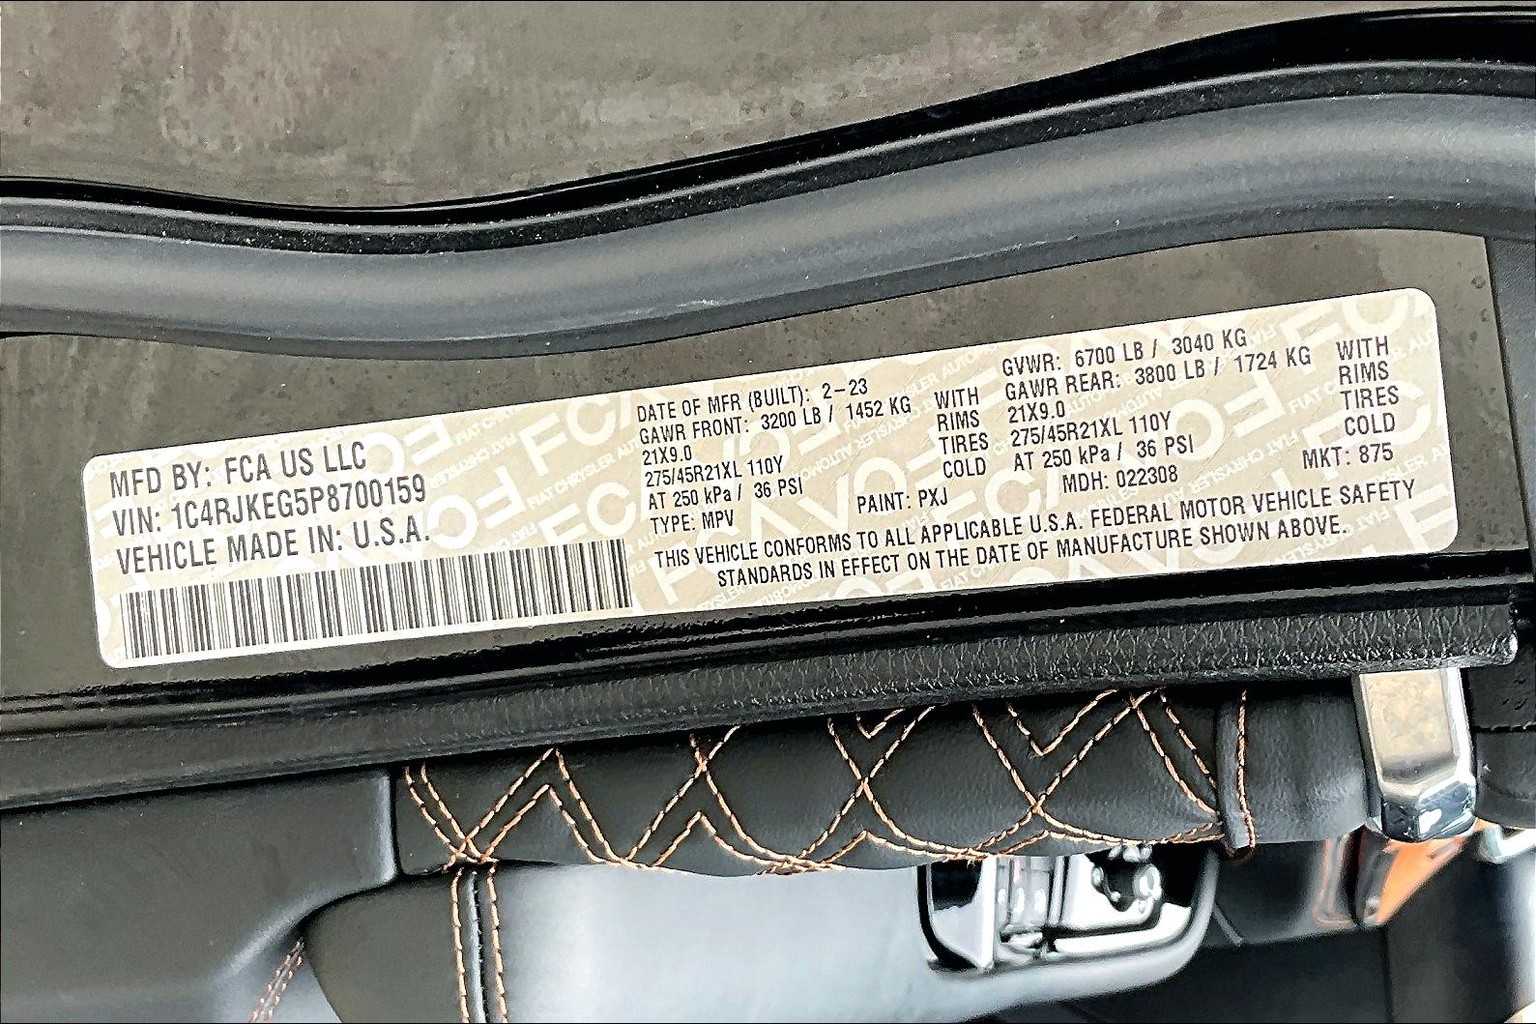 MFD BY: FCA US LLC
VIN: 1C4RJKEG5P8700159
VEHICLE MADE IN: U.S.A.
DATE OF MFR (BUILT): 2-23
GAWR FRONT: 3200 LB / 1452 KG WITH
21X9.0 RIMS
275/45R21XL 110Y TIRES
AT 250 kPa / 36 PSI COLD
TYPE: MPV PAINT: PXJ
GVWR: 6700 LB / 3040 KG
GAWR REAR: 3800 LB / 1724 KG WITH
21X9.0 RIMS
275/45R21XL 110Y TIRES
AT 250 kPa / 36 PSI COLD
MDH: 022308 MKT: 875
THIS VEHICLE CONFORMS TO ALL APPLICABLE U.S.A. FEDERAL MOTOR VEHICLE SAFETY
STANDARDS IN EFFECT ON THE DATE OF MANUFACTURE SHOWN ABOVE.